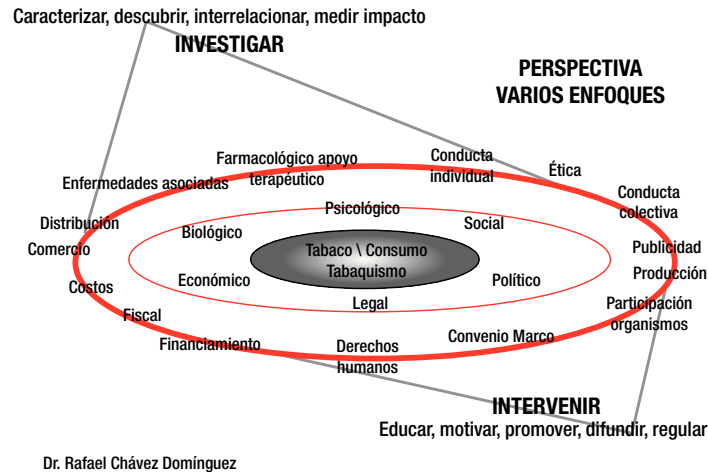 Caracterizar, descubrir, interrelacionar, medir impacto
INVESTIGAR
PERSPECTIVA
VARIOS ENFOQUES
Farmacológico apoyo
terapéutico
Conducta
individual
Ética
Enfermedades asociadas
Conducta
colectiva
Psicológico
Distribución
Biológico
Social
Comercio
Tabaco \ Consumo
Tabaquismo
Publicidad
Producción
Económico
Político
Costos
Legal
Participación
organismos
Fiscal
Financiamiento
Derechos
humanos
Convenio Marco
INTERVENIR
Educar, motivar, promover, difundir, regular
Dr. Rafael Chávez Domínguez